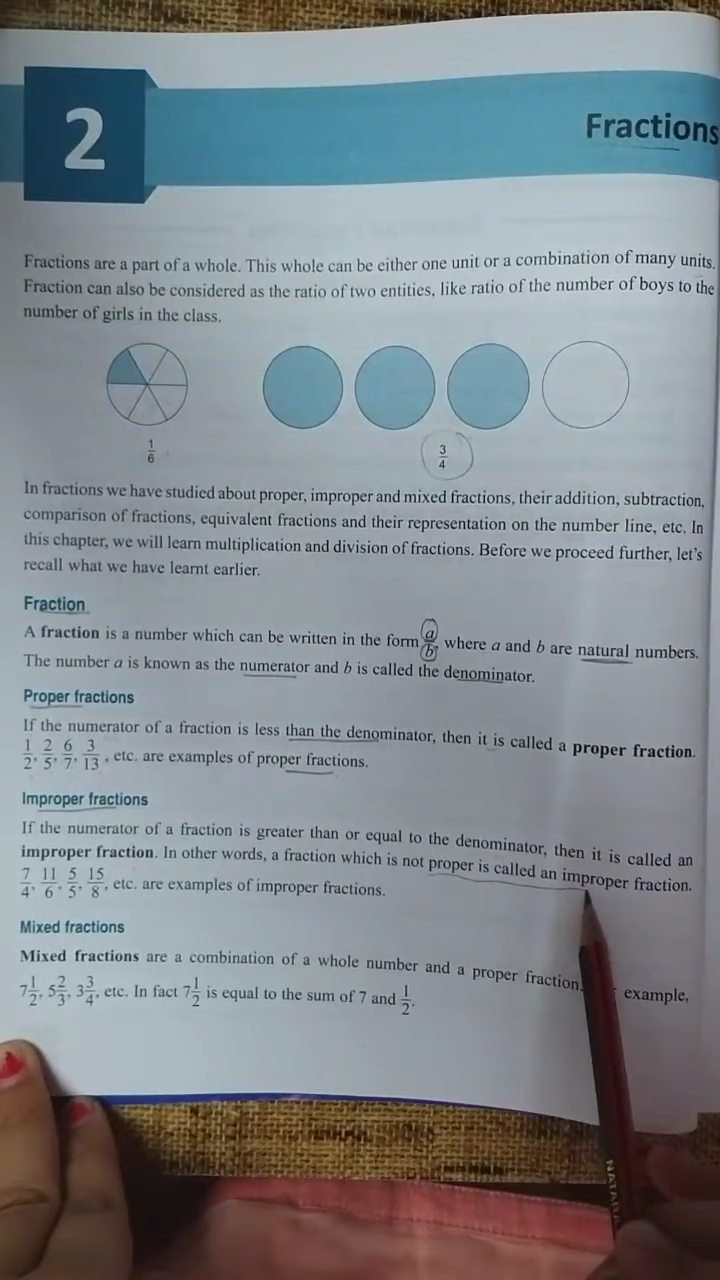 2
Fractions
Fractions are a part of a whole. This whole can be either one unit or a combination of many units.
Fraction can also be considered as the ratio of two entities, like ratio of the number of boys to the
number of girls in the class.
1/6
3/4
In fractions we have studied about proper, improper and mixed fractions, their addition, subtraction,
comparison of fractions, equivalent fractions and their representation on the number line, etc. In
this chapter, we will learn multiplication and division of fractions. Before we proceed further, let's
recall what we have learnt earlier.
Fraction
A fraction is a number which can be written in the form a/b, where a and b are natural numbers.
The number a is known as the numerator and b is called the denominator.
Proper fractions
If the numerator of a fraction is less than the denominator, then it is called a proper fraction.
1/2, 2/5, 6/7, 3/13, etc. are examples of proper fractions.
Improper fractions
If the numerator of a fraction is greater than or equal to the denominator, then it is called an
improper fraction. In other words, a fraction which is not proper is called an improper fraction.
7/4, 11/6, 5/5, 15/8, etc. are examples of improper fractions.
Mixed fractions
Mixed fractions are a combination of a whole number and a proper fraction. example,
7 1/2, 5 2/3, 3 3/4, etc. In fact 7 1/2 is equal to the sum of 7 and 1/2.